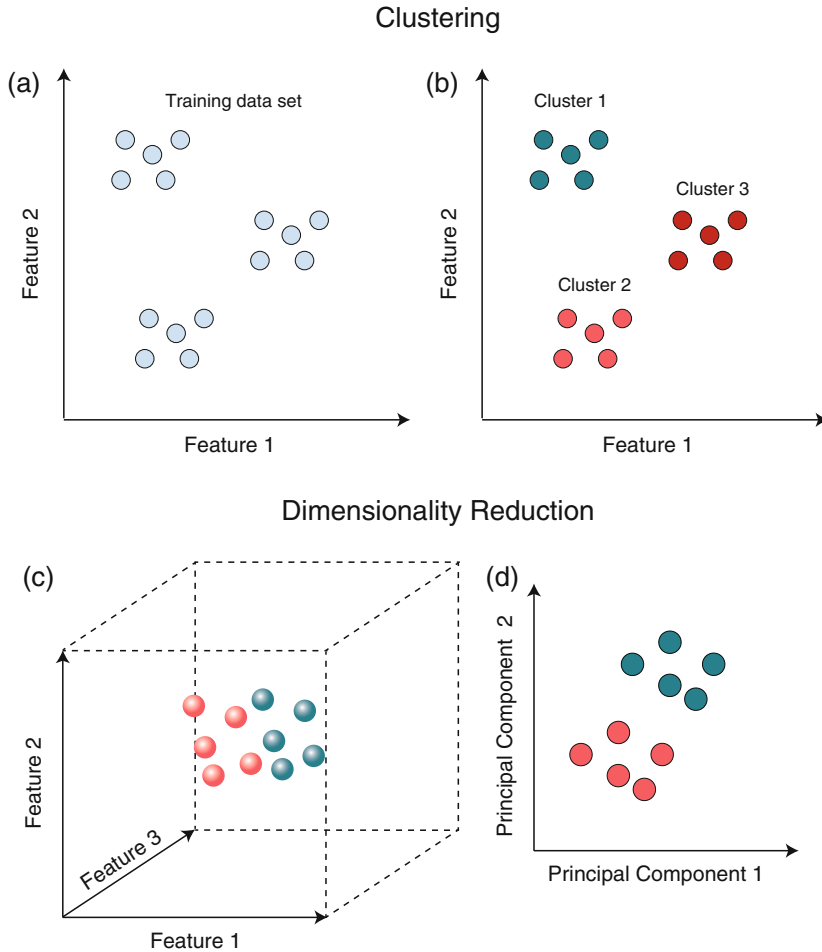 Clustering
(a)
Training data set
Feature 2
Feature 1
(b)
Cluster 1
Cluster 3
Cluster 2
Feature 2
Feature 1
Dimensionality Reduction
(c)
Feature 2
Feature 3
Feature 1
(d)
Principal Component 2
Principal Component 1